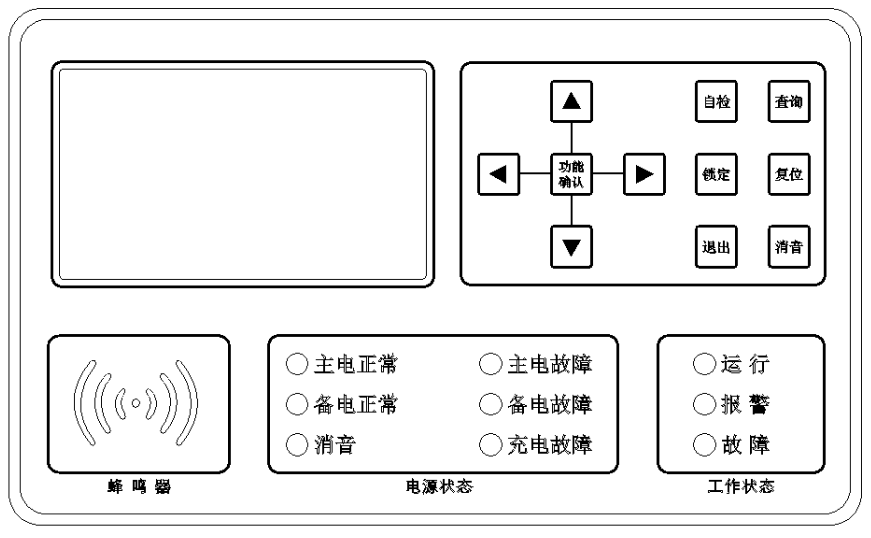 ▲
自检 查询
◀ 功能 ▶
确认
锁定 复位
▼
退出 消音
主电正常 主电故障
备电正常 备电故障
消音 充电故障
运行
报警
故障
蜂鸣器
电源状态
工作状态